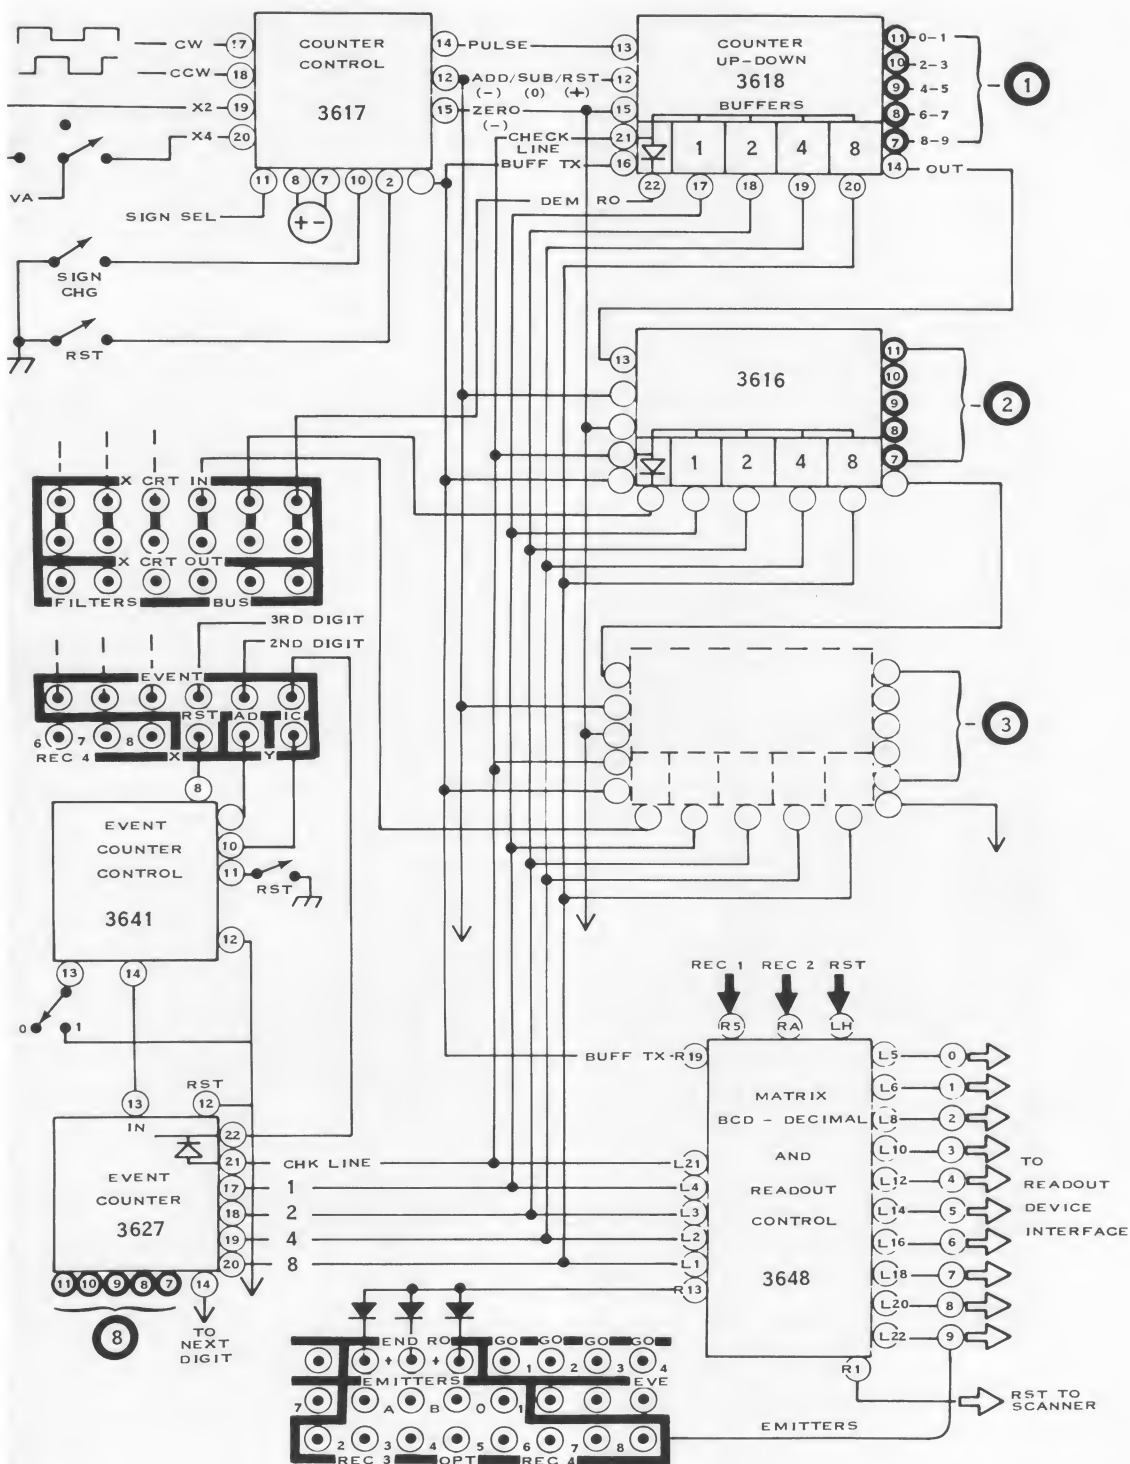 CW 17
CCW 18
X2 19
X4 20
VA
COUNTER
CONTROL
3617
14 PULSE 13
12 ADD/SUB/RST 12
(-) (0) (+)
15 ZERO 15
(-)
CHECK
LINE
21
BUFF TX 16
11 8 7 10 2
SIGN SEL
+ -
SIGN
CHG
RST
COUNTER
UP-DOWN
3618
BUFFERS
1 2 4 8
11 0-1
10 2-3
9 4-5
8 6-7
7 8-9
14 OUT
1
DEM RO 22 17 18 19 20
13
3616
1 2 4 8
11
10
9
8
7
2
X CRT IN
X CRT OUT
FILTERS BUS
3RD DIGIT
2ND DIGIT
EVENT
RST AD IC
6 7 8
REC 4 X Y
3
8
EVENT
COUNTER
CONTROL
3641
10
11
RST
12
13 14
0 1
RST
13 12
IN
EVENT
COUNTER
3627
22
21 CHK LINE
17 1
18 2
19 4
20 8
11 10 9 8 7 14
8
TO
NEXT
DIGIT
REC 1 REC 2 RST
R5 RA LH
BUFF TX R19
MATRIX
BCD - DECIMAL
AND
READOUT
CONTROL
3648
L21
L4
L3
L2
L1
R13
L5 0
L6 1
L8 2
L10 3
L12 4
L14 5
L16 6
L18 7
L20 8
L22 9
TO
READOUT
DEVICE
INTERFACE
R1
RST TO
SCANNER
EMITTERS
END RO GO GO GO GO
+ + 1 2 3 4
EMITTERS EVE
7 A B 0 1
2 3 4 5 6 7 8
REC 3 OPT REC 4